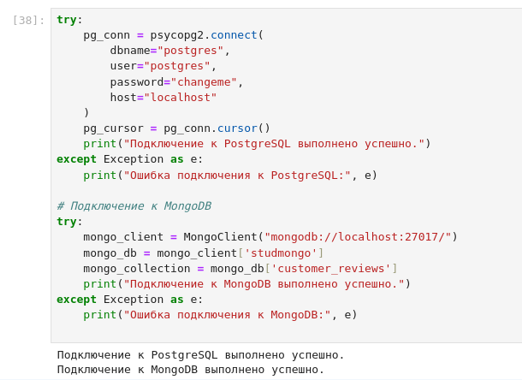 [38]:
try:
    pg_conn = psycopg2.connect(
        dbname="postgres",
        user="postgres",
        password="changeme",
        host="localhost"
    )
    pg_cursor = pg_conn.cursor()
    print("Подключение к PostgreSQL выполнено успешно.")
except Exception as e:
    print("Ошибка подключения к PostgreSQL:", e)

# Подключение к MongoDB
try:
    mongo_client = MongoClient("mongodb://localhost:27017/")
    mongo_db = mongo_client['studmongo']
    mongo_collection = mongo_db['customer_reviews']
    print("Подключение к MongoDB выполнено успешно.")
except Exception as e:
    print("Ошибка подключения к MongoDB:", e)

Подключение к PostgreSQL выполнено успешно.
Подключение к MongoDB выполнено успешно.